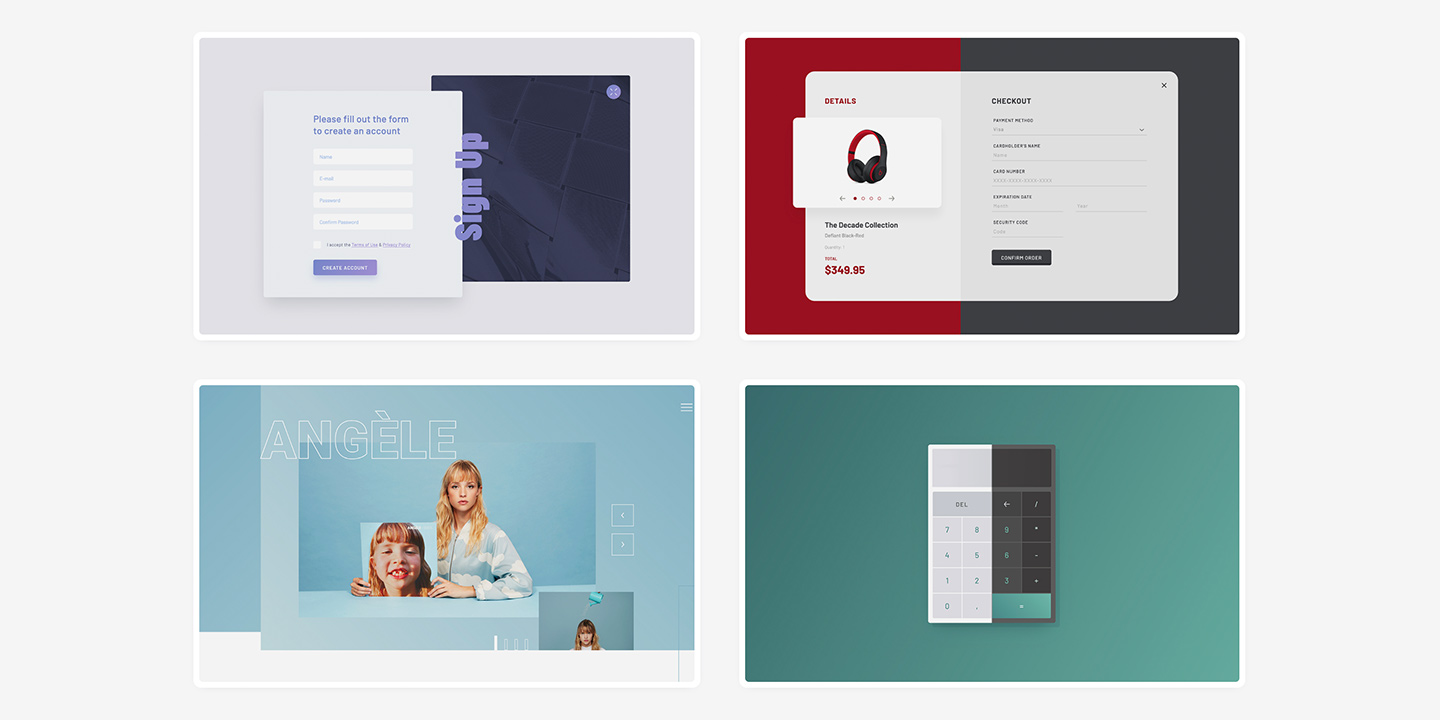 Please fill out the form
to create an account
Name
E-mail
Password
Confirm Password
I accept the Terms of Use & Privacy Policy
CREATE ACCOUNT
Sign Up
DETAILS
The Decade Collection
Defiant Black-Red
Quantity: 1
TOTAL
$349.95
CHECKOUT
PAYMENT METHOD
Visa
CARDHOLDER'S NAME
Name
CARD NUMBER
XXXX-XXXX-XXXX-XXXX
EXPIRATION DATE
Month Year
SECURITY CODE
Code
CONFIRM ORDER
ANGÈLE
DEL ← /
7 8 9 *
4 5 6 -
1 2 3 +
0 , =